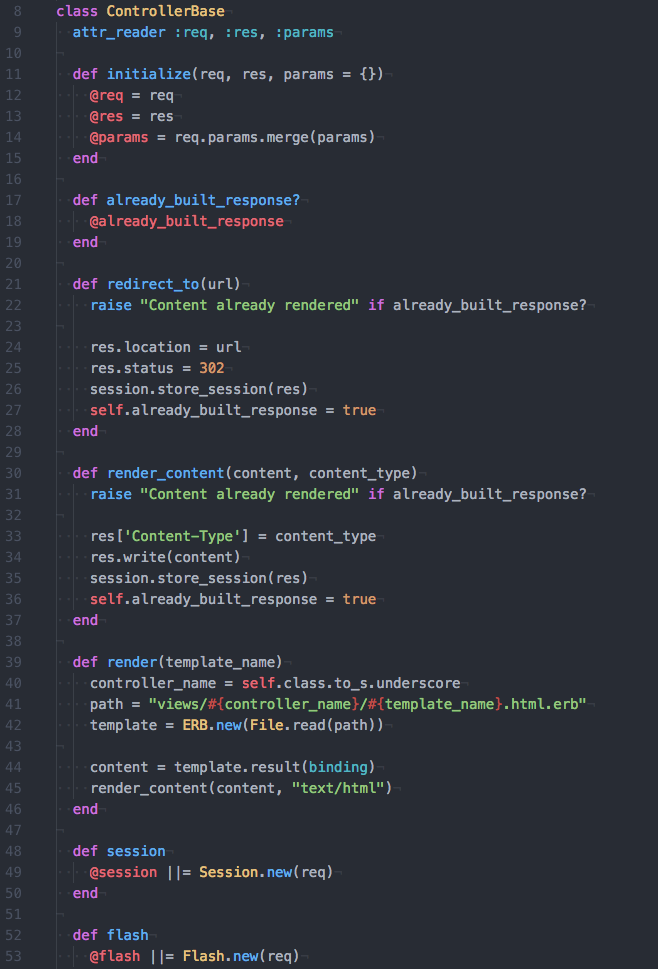 8 class ControllerBase
9 attr_reader :req, :res, :params
10
11 def initialize(req, res, params = {})
12 @req = req
13 @res = res
14 @params = req.params.merge(params)
15 end
16
17 def already_built_response?
18 @already_built_response
19 end
20
21 def redirect_to(url)
22 raise "Content already rendered" if already_built_response?
23
24 res.location = url
25 res.status = 302
26 session.store_session(res)
27 self.already_built_response = true
28 end
29
30 def render_content(content, content_type)
31 raise "Content already rendered" if already_built_response?
32
33 res['Content-Type'] = content_type
34 res.write(content)
35 session.store_session(res)
36 self.already_built_response = true
37 end
38
39 def render(template_name)
40 controller_name = self.class.to_s.underscore
41 path = "views/#{controller_name}/#{template_name}.html.erb"
42 template = ERB.new(File.read(path))
43
44 content = template.result(binding)
45 render_content(content, "text/html")
46 end
47
48 def session
49 @session ||= Session.new(req)
50 end
51
52 def flash
53 @flash ||= Flash.new(req)